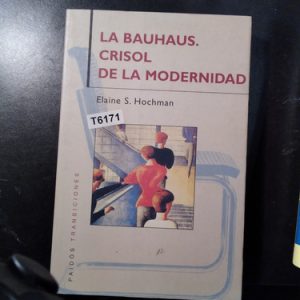 LA BAUHAUS.
CRISOL
DE LA MODERNIDAD
Elaine S. Hochman
T6171
PAIDÓS TRANSICIONES